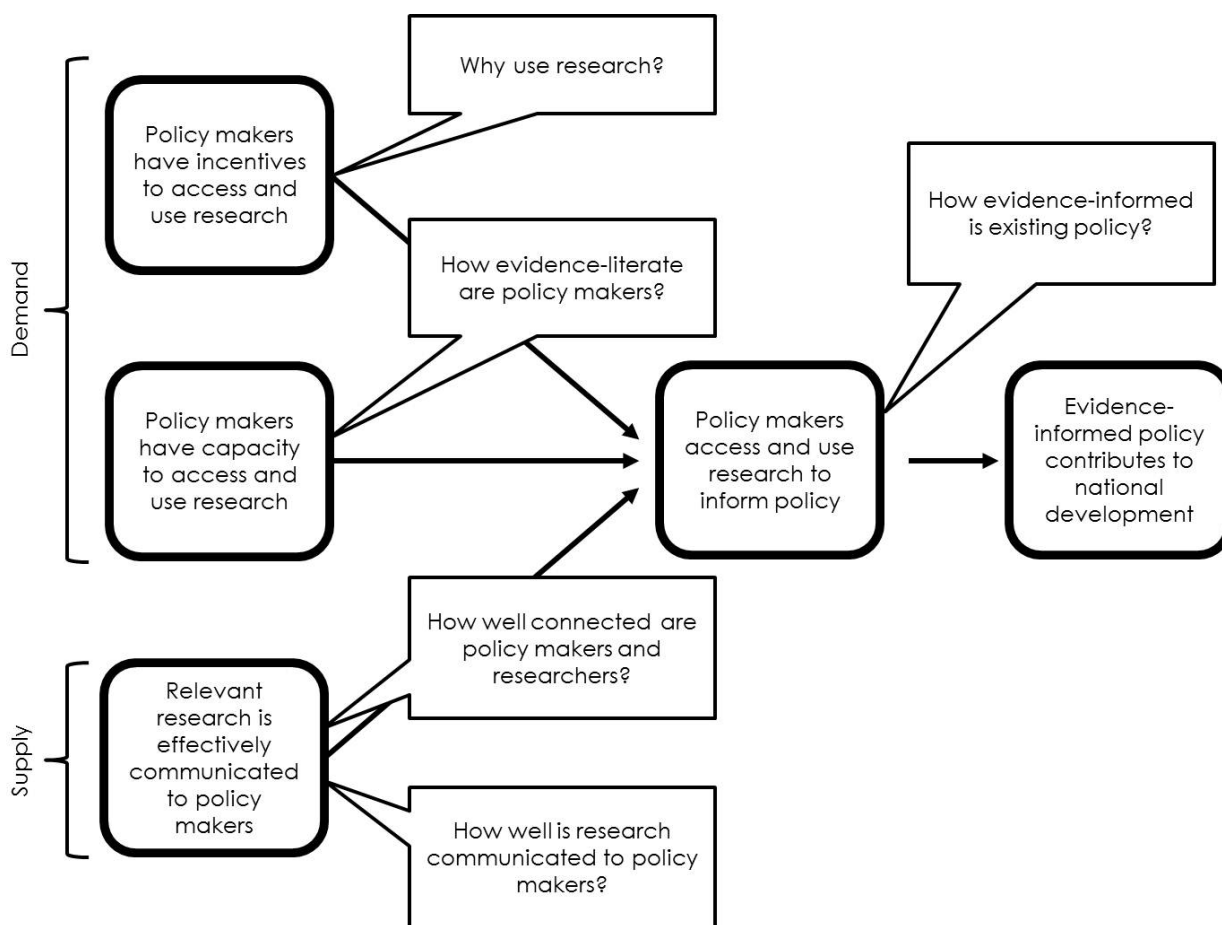 Why use research?
Policy makers
have incentives
to access and
use research
How evidence-informed
is existing policy?
How evidence-literate
are policy makers?
Demand
Policy makers
have capacity
to access and
use research
Policy makers
access and use
research to
inform policy
Evidence-
informed policy
contributes to
national
development
How well connected are
policy makers and
researchers?
Supply
Relevant
research is
effectively
communicated
to policy
makers
How well is research
communicated to policy
makers?